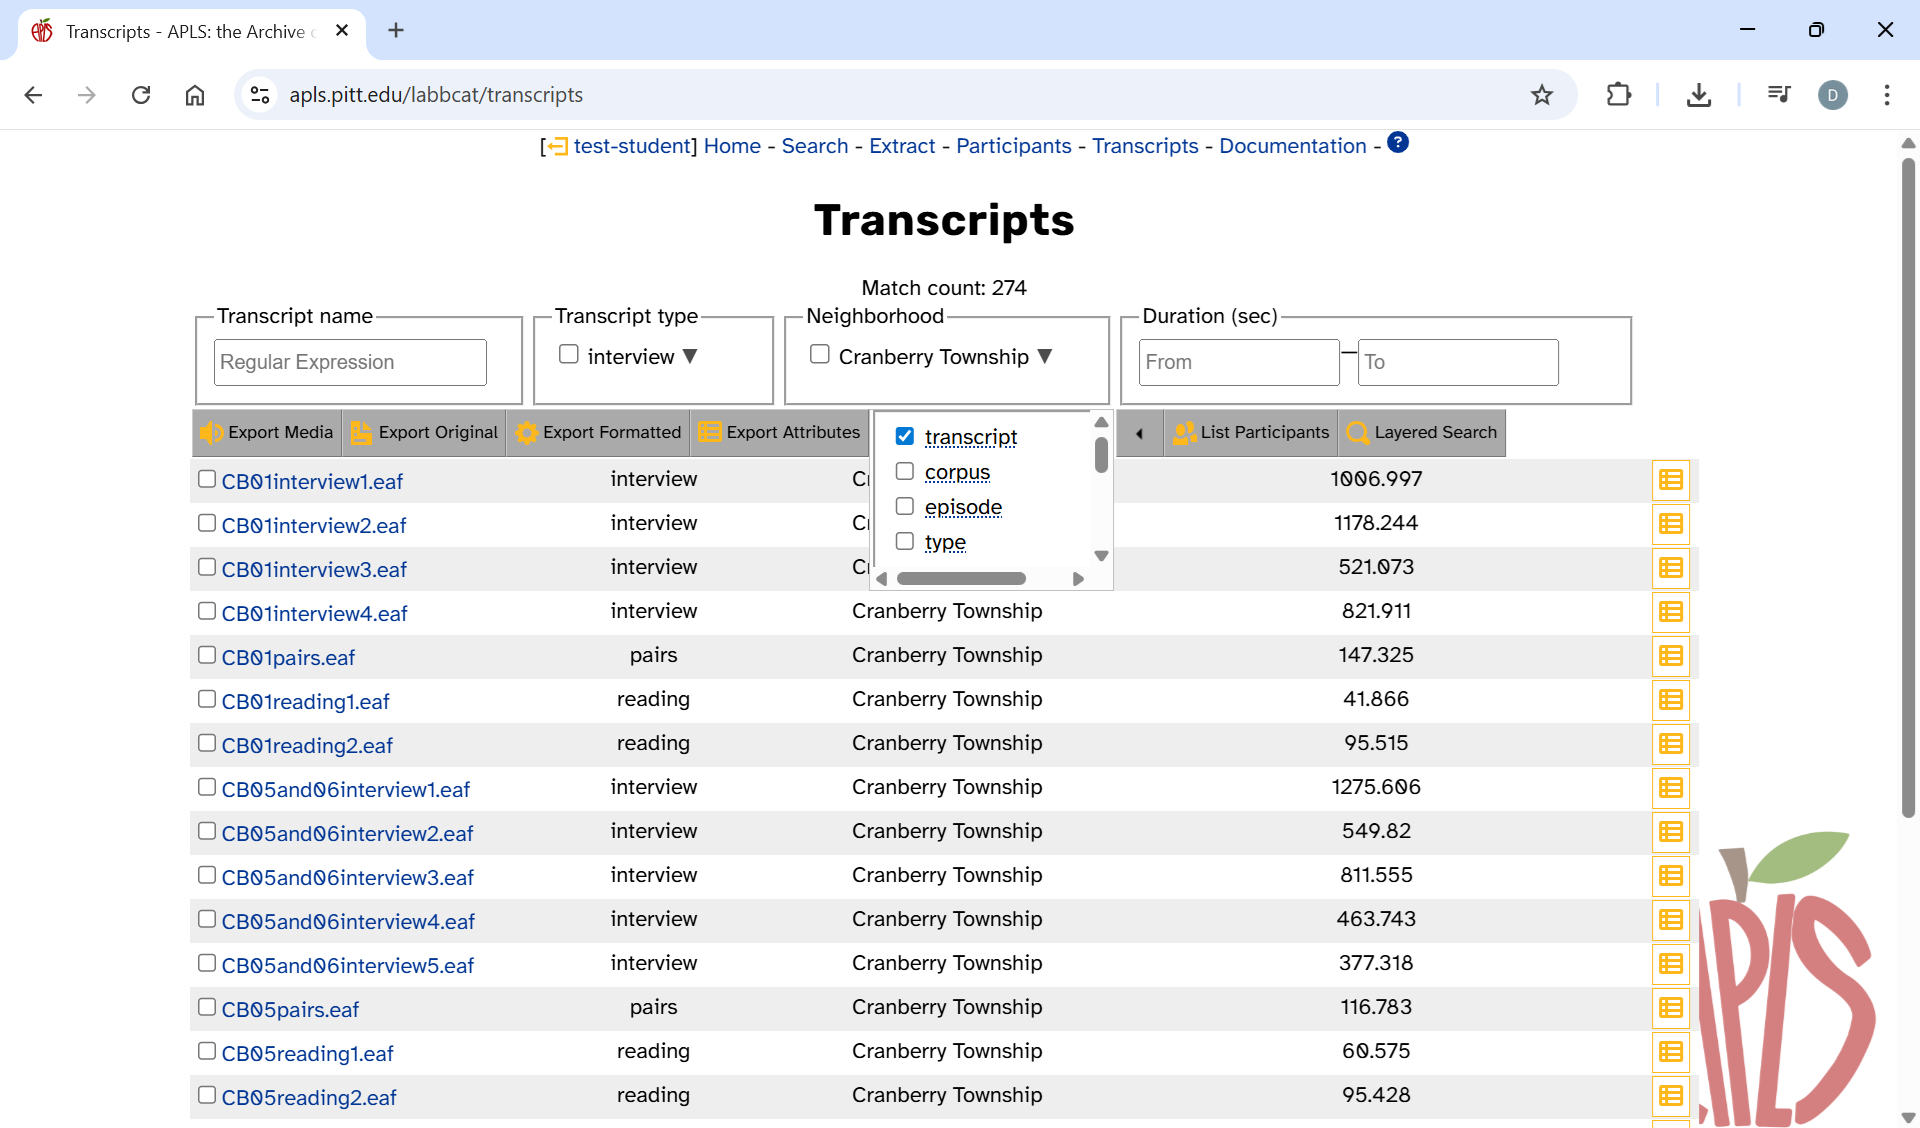 Transcripts - APLS: the Archive
apls.pitt.edu/labbcat/transcripts
D
[test-student] Home - Search - Extract - Participants - Transcripts - Documentation - ?
Transcripts
Match count: 274
Transcript name Transcript type Neighborhood Duration (sec)
Regular Expression interview ▼ Cranberry Township ▼ From – To
Export Media Export Original Export Formatted Export Attributes List Participants Layered Search
transcript
corpus
episode
type
CB01interview1.eaf interview 1006.997
CB01interview2.eaf interview 1178.244
CB01interview3.eaf interview 521.073
CB01interview4.eaf interview Cranberry Township 821.911
CB01pairs.eaf pairs Cranberry Township 147.325
CB01reading1.eaf reading Cranberry Township 41.866
CB01reading2.eaf reading Cranberry Township 95.515
CB05and06interview1.eaf interview Cranberry Township 1275.606
CB05and06interview2.eaf interview Cranberry Township 549.82
CB05and06interview3.eaf interview Cranberry Township 811.555
CB05and06interview4.eaf interview Cranberry Township 463.743
CB05and06interview5.eaf interview Cranberry Township 377.318
CB05pairs.eaf pairs Cranberry Township 116.783
CB05reading1.eaf reading Cranberry Township 60.575
CB05reading2.eaf reading Cranberry Township 95.428
APLS